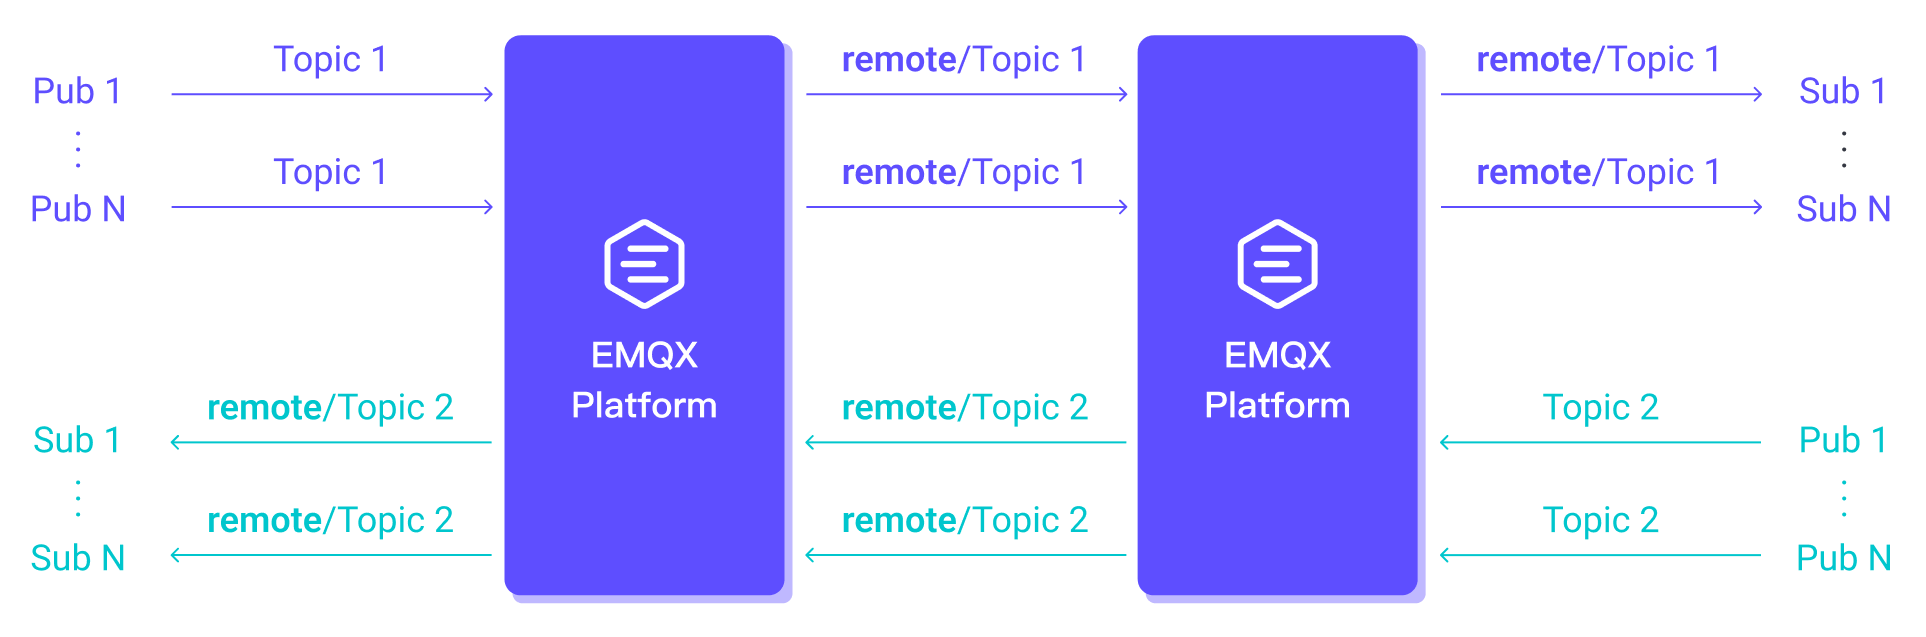 Topic 1
remote/Topic 1
remote/Topic 1
Pub 1
Sub 1
Topic 1
remote/Topic 1
remote/Topic 1
Pub N
Sub N
EMQX
Platform
EMQX
Platform
remote/Topic 2
remote/Topic 2
Topic 2
Sub 1
Pub 1
remote/Topic 2
remote/Topic 2
Topic 2
Sub N
Pub N